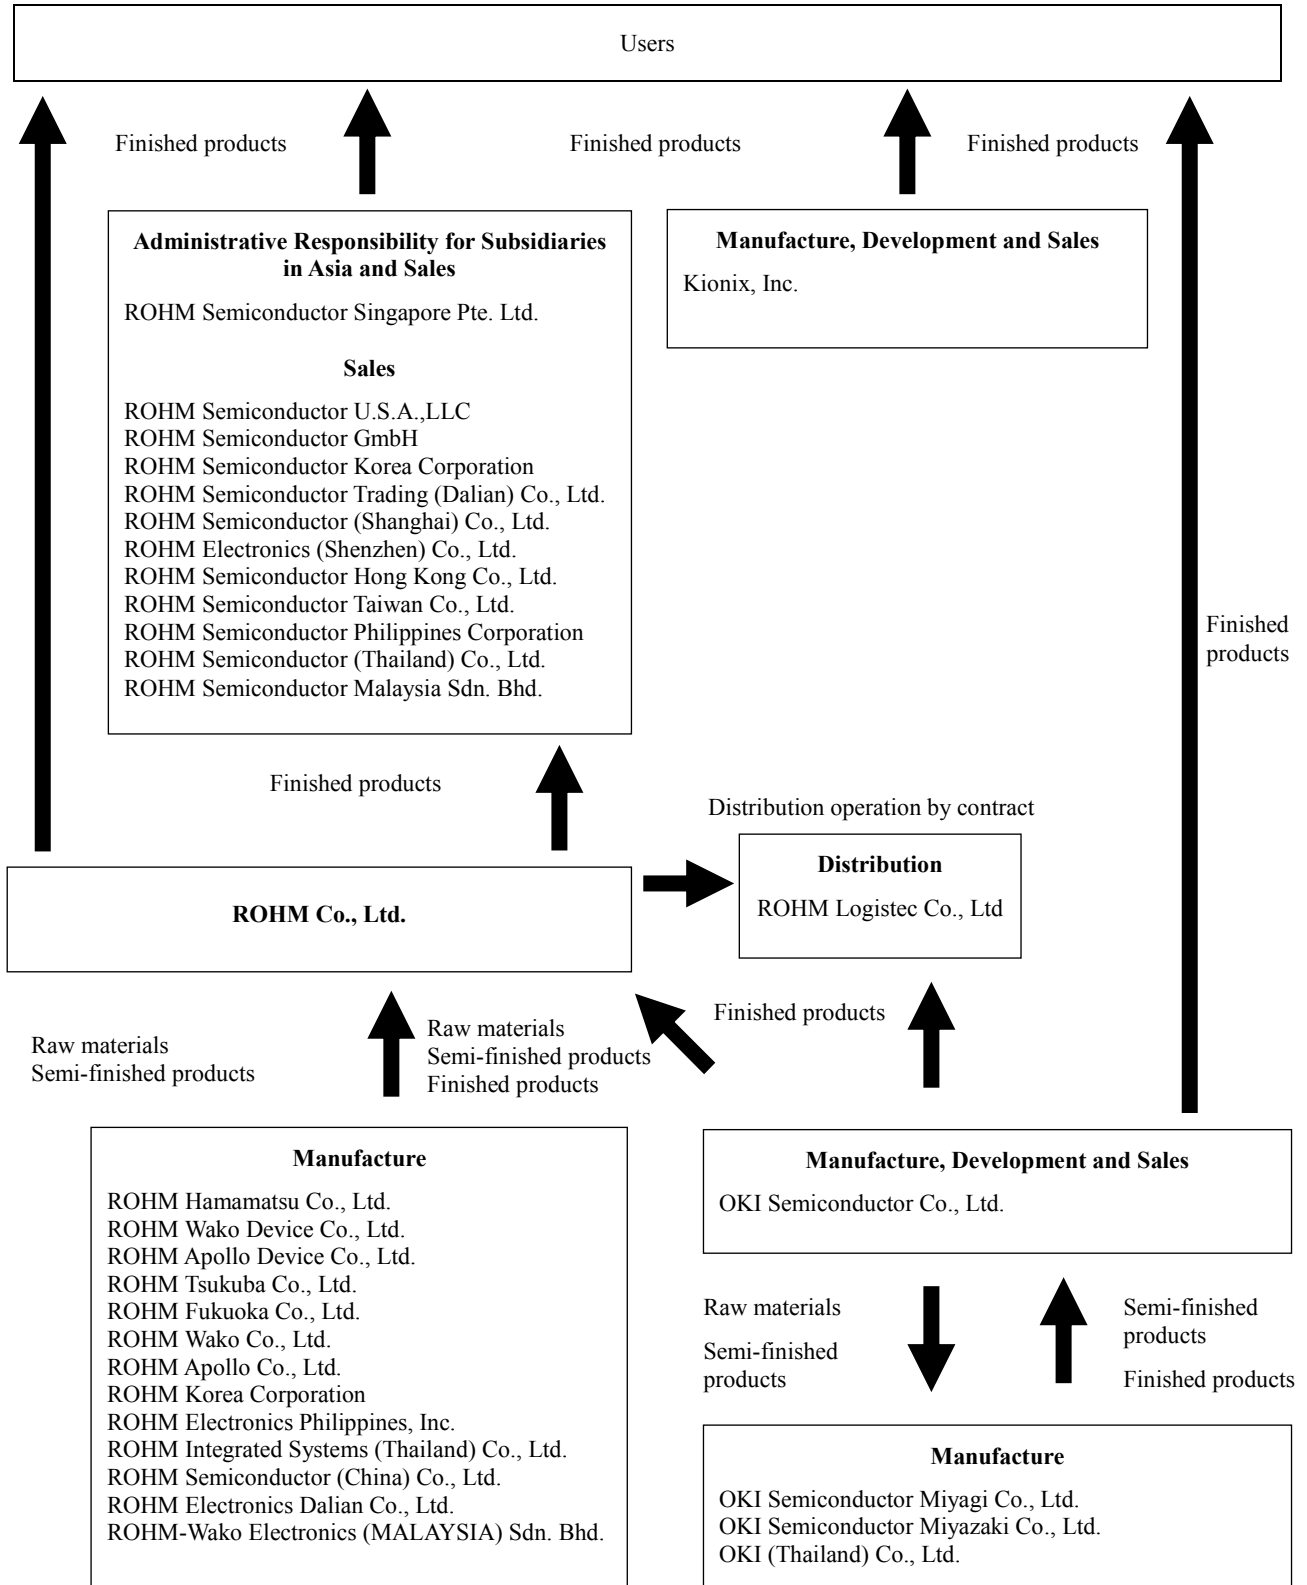 Users
Finished products
Finished products
Finished products
Administrative Responsibility for Subsidiaries
in Asia and Sales
ROHM Semiconductor Singapore Pte. Ltd.
Sales
ROHM Semiconductor U.S.A.,LLC
ROHM Semiconductor GmbH
ROHM Semiconductor Korea Corporation
ROHM Semiconductor Trading (Dalian) Co., Ltd.
ROHM Semiconductor (Shanghai) Co., Ltd.
ROHM Electronics (Shenzhen) Co., Ltd.
ROHM Semiconductor Hong Kong Co., Ltd.
ROHM Semiconductor Taiwan Co., Ltd.
ROHM Semiconductor Philippines Corporation
ROHM Semiconductor (Thailand) Co., Ltd.
ROHM Semiconductor Malaysia Sdn. Bhd.
Manufacture, Development and Sales
Kionix, Inc.
Finished
products
Finished products
Distribution operation by contract
Distribution
ROHM Logistec Co., Ltd
ROHM Co., Ltd.
Raw materials
Semi-finished products
Raw materials
Semi-finished products
Finished products
Finished products
Manufacture
ROHM Hamamatsu Co., Ltd.
ROHM Wako Device Co., Ltd.
ROHM Apollo Device Co., Ltd.
ROHM Tsukuba Co., Ltd.
ROHM Fukuoka Co., Ltd.
ROHM Wako Co., Ltd.
ROHM Apollo Co., Ltd.
ROHM Korea Corporation
ROHM Electronics Philippines, Inc.
ROHM Integrated Systems (Thailand) Co., Ltd.
ROHM Semiconductor (China) Co., Ltd.
ROHM Electronics Dalian Co., Ltd.
ROHM-Wako Electronics (MALAYSIA) Sdn. Bhd.
Manufacture, Development and Sales
OKI Semiconductor Co., Ltd.
Raw materials
Semi-finished
products
Semi-finished
products
Finished products
Manufacture
OKI Semiconductor Miyagi Co., Ltd.
OKI Semiconductor Miyazaki Co., Ltd.
OKI (Thailand) Co., Ltd.